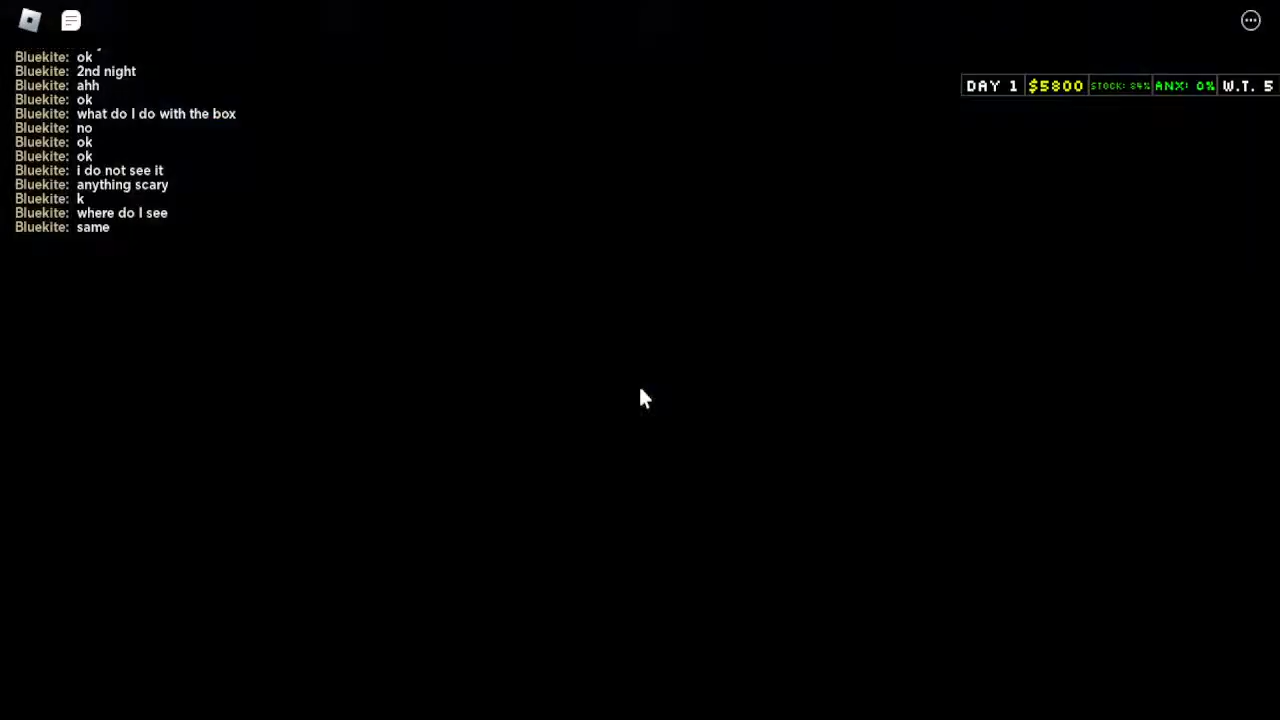 Bluekite: ok
Bluekite: 2nd night
Bluekite: ahh
Bluekite: ok
Bluekite: what do I do with the box
Bluekite: no
Bluekite: ok
Bluekite: ok
Bluekite: i do not see it
Bluekite: anything scary
Bluekite: k
Bluekite: where do I see
Bluekite: same
DAY 1 $5800 STOCK: 84% ANX: 0% W.T. 5